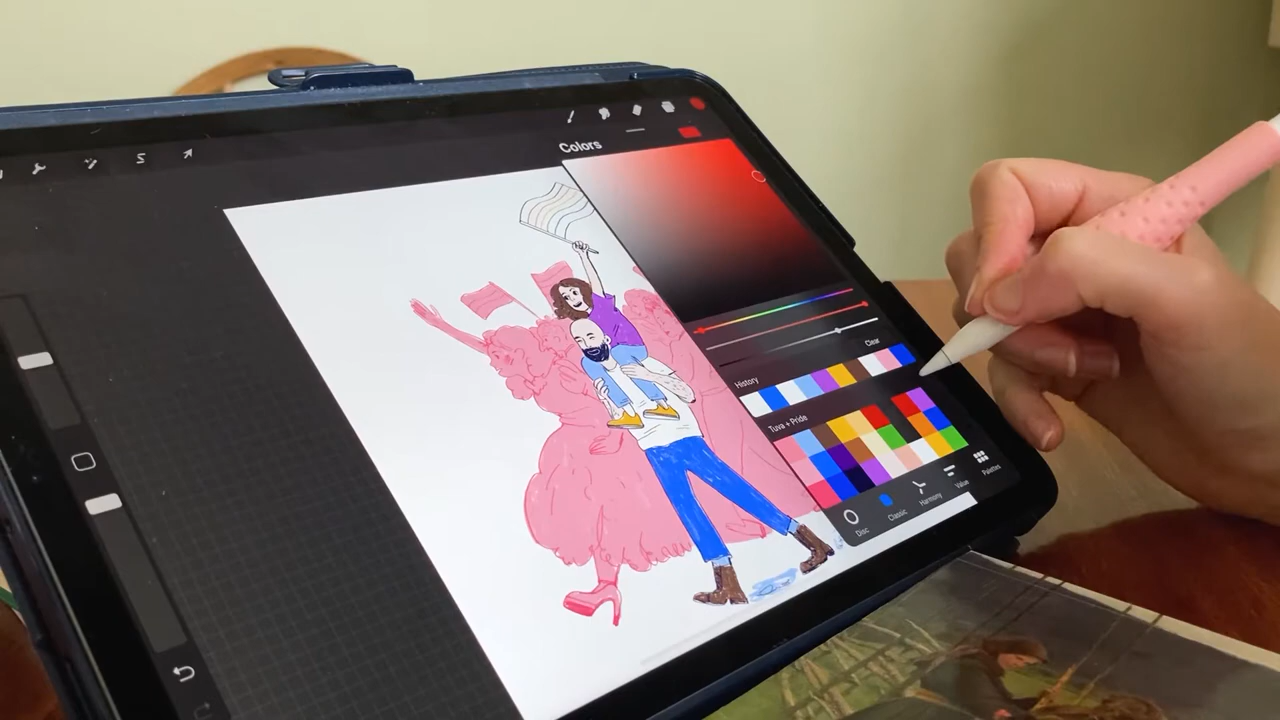 Colors
Clear
History
Tuva + Pride
Disc
Classic
Harmony
Value
Palettes